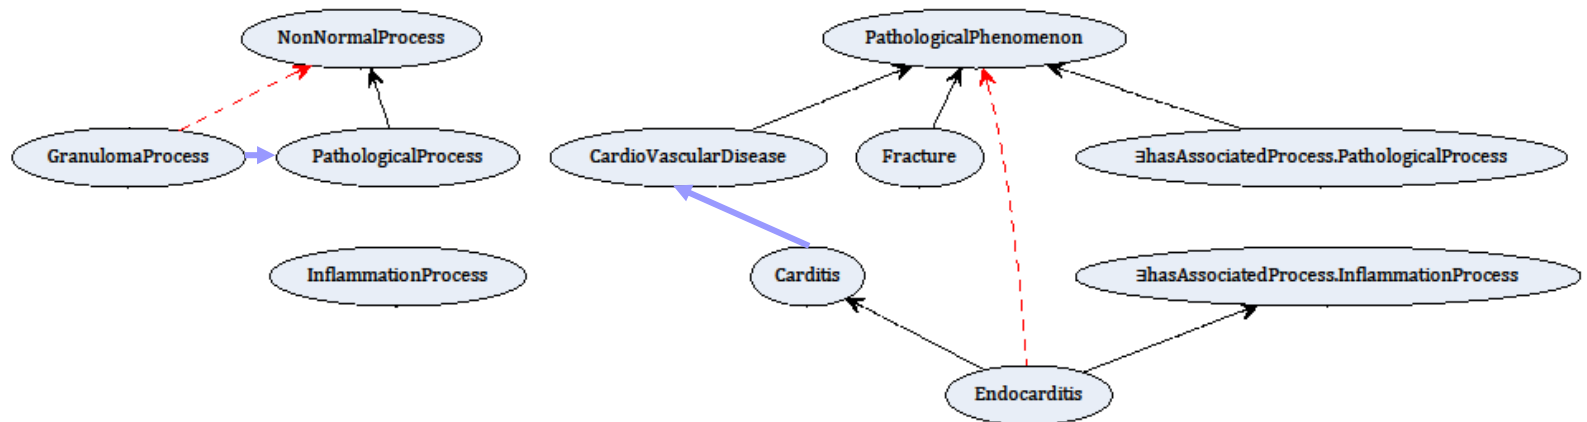 NonNormalProcess
PathologicalPhenomenon
GranulomaProcess
PathologicalProcess
CardioVascularDisease
Fracture
∃hasAssociatedProcess.PathologicalProcess
InflammationProcess
Carditis
∃hasAssociatedProcess.InflammationProcess
Endocarditis